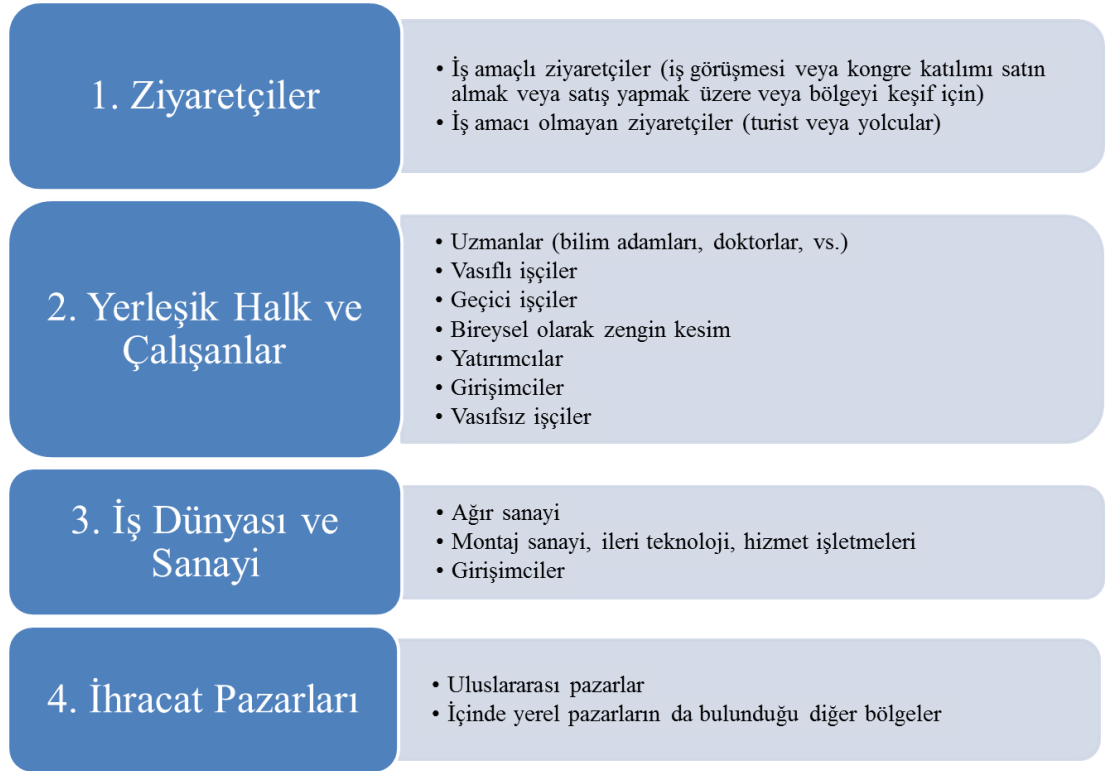 1. Ziyaretçiler
• İş amaçlı ziyaretçiler (iş görüşmesi veya kongre katılımı satın
almak veya satış yapmak üzere veya bölgeyi keşif için)
• İş amacı olmayan ziyaretçiler (turist veya yolcular)
2. Yerleşik Halk ve
Çalışanlar
• Uzmanlar (bilim adamları, doktorlar, vs.)
• Vasıflı işçiler
• Geçici işçiler
• Bireysel olarak zengin kesim
• Yatırımcılar
• Girişimciler
• Vasıfsız işçiler
3. İş Dünyası ve
Sanayi
• Ağır sanayi
• Montaj sanayi, ileri teknoloji, hizmet işletmeleri
• Girişimciler
4. İhracat Pazarları
• Uluslararası pazarlar
• İçinde yerel pazarların da bulunduğu diğer bölgeler